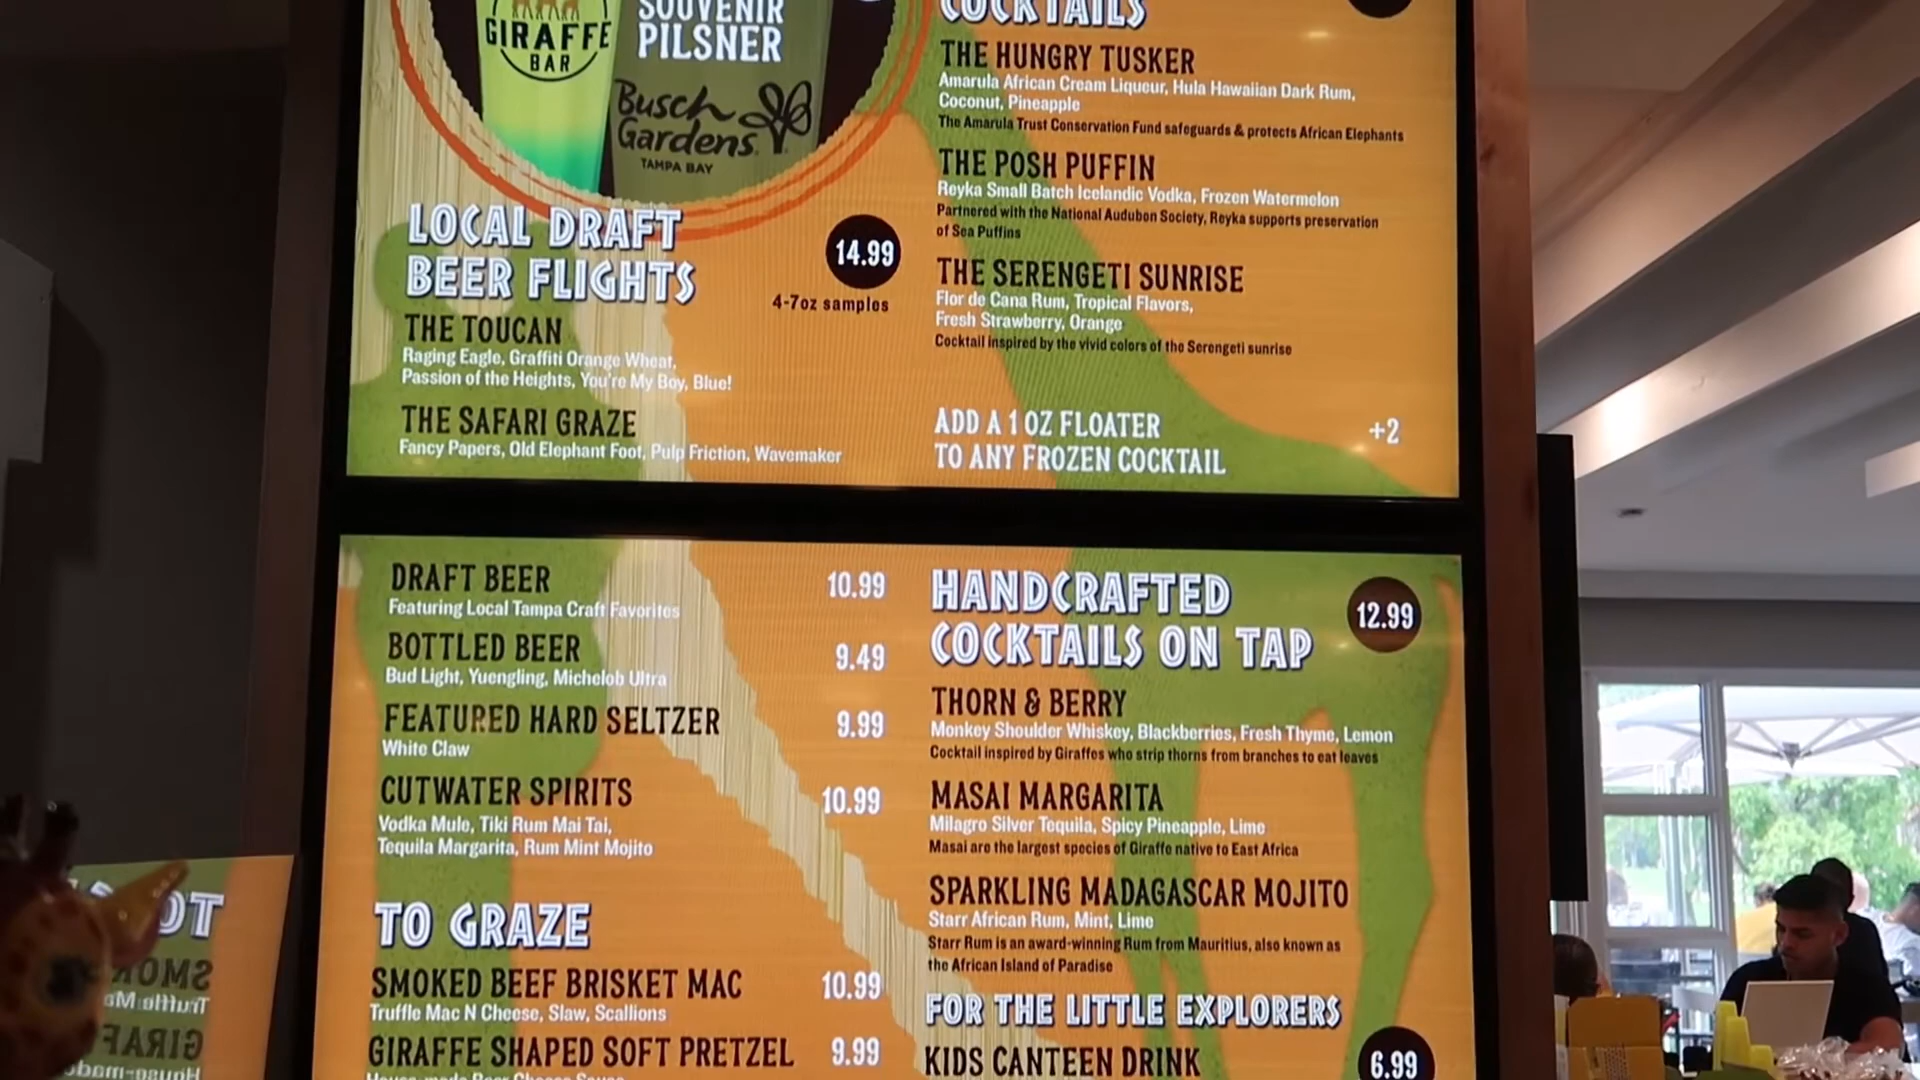 GIRAFFE
BAR
SOUVENIR
PILSNER
Busch
Gardens
TAMPA BAY
LOCAL DRAFT
BEER FLIGHTS
14.99
4-7oz samples
THE TOUCAN
Raging Eagle, Graffiti Orange Wheat,
Passion of the Heights, You're My Boy, Blue!
THE SAFARI GRAZE
Fancy Papers, Old Elephant Foot, Pulp Friction, Wavemaker
COCKTAILS
THE HUNGRY TUSKER
Amarula African Cream Liqueur, Hula Hawaiian Dark Rum,
Coconut, Pineapple
The Amarula Trust Conservation Fund safeguards & protects African Elephants
THE POSH PUFFIN
Reyka Small Batch Icelandic Vodka, Frozen Watermelon
Partnered with the National Audubon Society, Reyka supports preservation
of Sea Puffins
THE SERENGETI SUNRISE
Flor de Cana Rum, Tropical Flavors,
Fresh Strawberry, Orange
Cocktail inspired by the vivid colors of the Serengeti sunrise
ADD A 1 OZ FLOATER
TO ANY FROZEN COCKTAIL
+2
DRAFT BEER 10.99
Featuring Local Tampa Craft Favorites
BOTTLED BEER 9.49
Bud Light, Yuengling, Michelob Ultra
FEATURED HARD SELTZER 9.99
White Claw
CUTWATER SPIRITS 10.99
Vodka Mule, Tiki Rum Mai Tai,
Tequila Margarita, Rum Mint Mojito
TO GRAZE
SMOKED BEEF BRISKET MAC 10.99
Truffle Mac N Cheese, Slaw, Scallions
GIRAFFE SHAPED SOFT PRETZEL 9.99
HANDCRAFTED
COCKTAILS ON TAP
12.99
THORN & BERRY
Monkey Shoulder Whiskey, Blackberries, Fresh Thyme, Lemon
Cocktail inspired by Giraffes who strip thorns from branches to eat leaves
MASAI MARGARITA
Milagro Silver Tequila, Spicy Pineapple, Lime
Masai are the largest species of Giraffe native to East Africa
SPARKLING MADAGASCAR MOJITO
Starr African Rum, Mint, Lime
Starr Rum is an award-winning Rum from Mauritius, also known as
the African Island of Paradise
FOR THE LITTLE EXPLORERS
KIDS CANTEEN DRINK 6.99